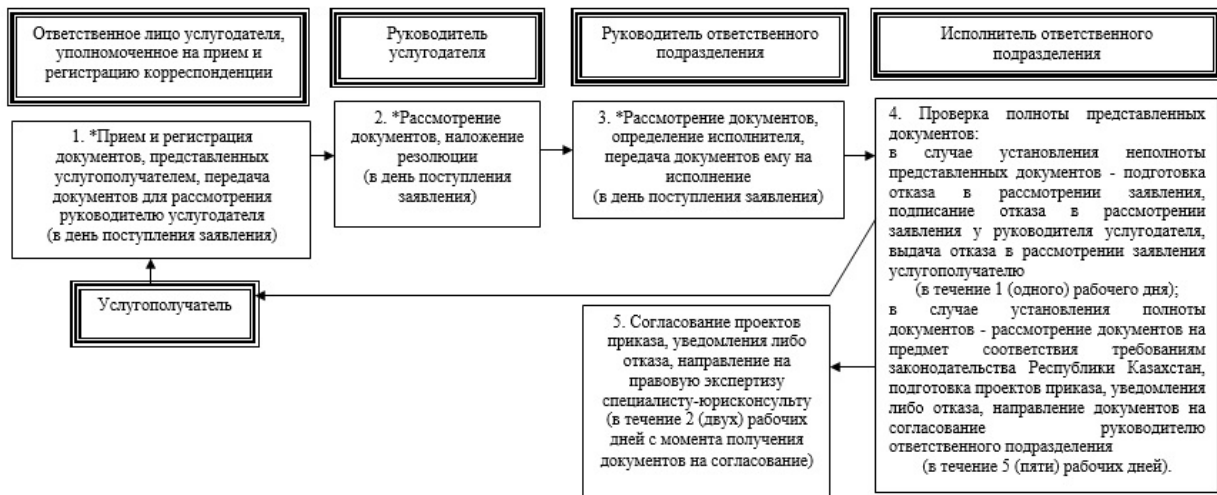 Ответственное лицо услугодателя,
уполномоченное на прием и
регистрацию корреспонденции
Руководитель
услугодателя
Руководитель ответственного
подразделения
Исполнитель ответственного
подразделения
1. *Прием и регистрация
документов, представленных
услугополучателем, передача
документов для рассмотрения
руководителю услугодателя
(в день поступления заявления)
2. *Рассмотрение
документов, наложение
резолюции
(в день поступления
заявления)
3. *Рассмотрение документов,
определение исполнителя,
передача документов ему на
исполнение
(в день поступления заявления)
4. Проверка полноты представленных
документов:
в случае установления неполноты
представленных документов - подготовка
отказа в рассмотрении заявления,
подписание отказа в рассмотрении
заявления у руководителя услугодателя,
выдача отказа в рассмотрении заявления
услугополучателю
(в течение 1 (одного) рабочего дня);
в случае установления полноты
документов - рассмотрение документов на
предмет соответствия требованиям
законодательства Республики Казахстан,
подготовка проектов приказа, уведомления
либо отказа, направление документов на
согласование руководителю
ответственного подразделения
(в течение 5 (пяти) рабочих дней).
Услугополучатель
5. Согласование проектов
приказа, уведомления либо
отказа, направление на
правовую экспертизу
специалисту-юрисконсульту
(в течение 2 (двух) рабочих
дней с момента получения
документов на согласование)